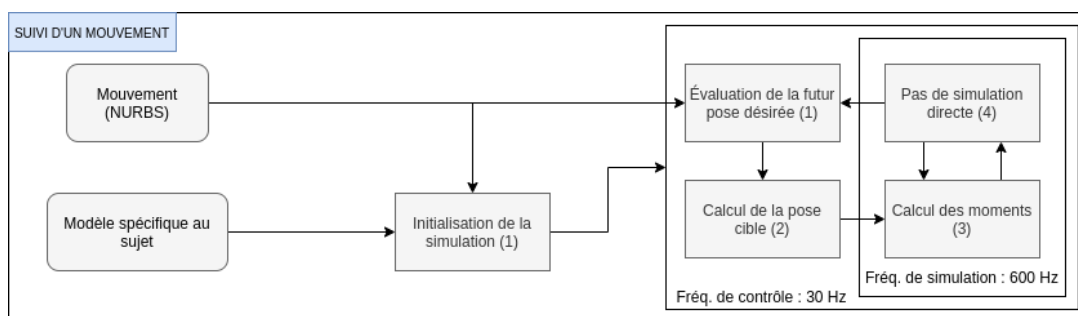 SUIVI D'UN MOUVEMENT
Mouvement
(NURBS)
Évaluation de la futur
pose désirée (1)
Pas de simulation
directe (4)
Modèle spécifique au
sujet
Initialisation de la
simulation (1)
Calcul de la pose
cible (2)
Calcul des moments
(3)
Fréq. de simulation : 600 Hz
Fréq. de contrôle : 30 Hz